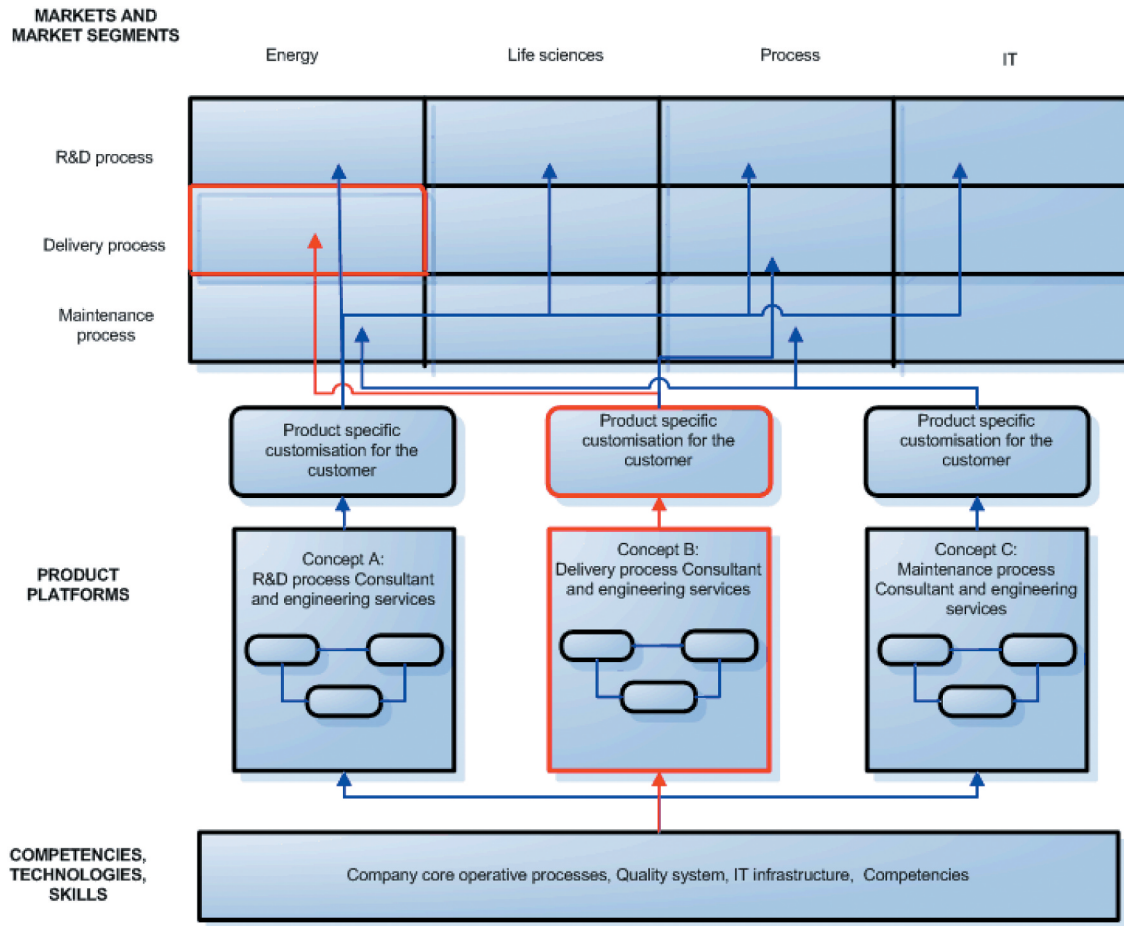 MARKETS AND
MARKET SEGMENTS
Energy
Life sciences
Process
IT
R&D process
Delivery process
Maintenance
process
Product specific
customisation for the
customer
Product specific
customisation for the
customer
Product specific
customisation for the
customer
PRODUCT
PLATFORMS
Concept A:
R&D process Consultant
and engineering services
Concept B:
Delivery process Consultant
and engineering services
Concept C:
Maintenance process
Consultant and engineering
services
COMPETENCIES,
TECHNOLOGIES,
SKILLS
Company core operative processes, Quality system, IT infrastructure, Competencies